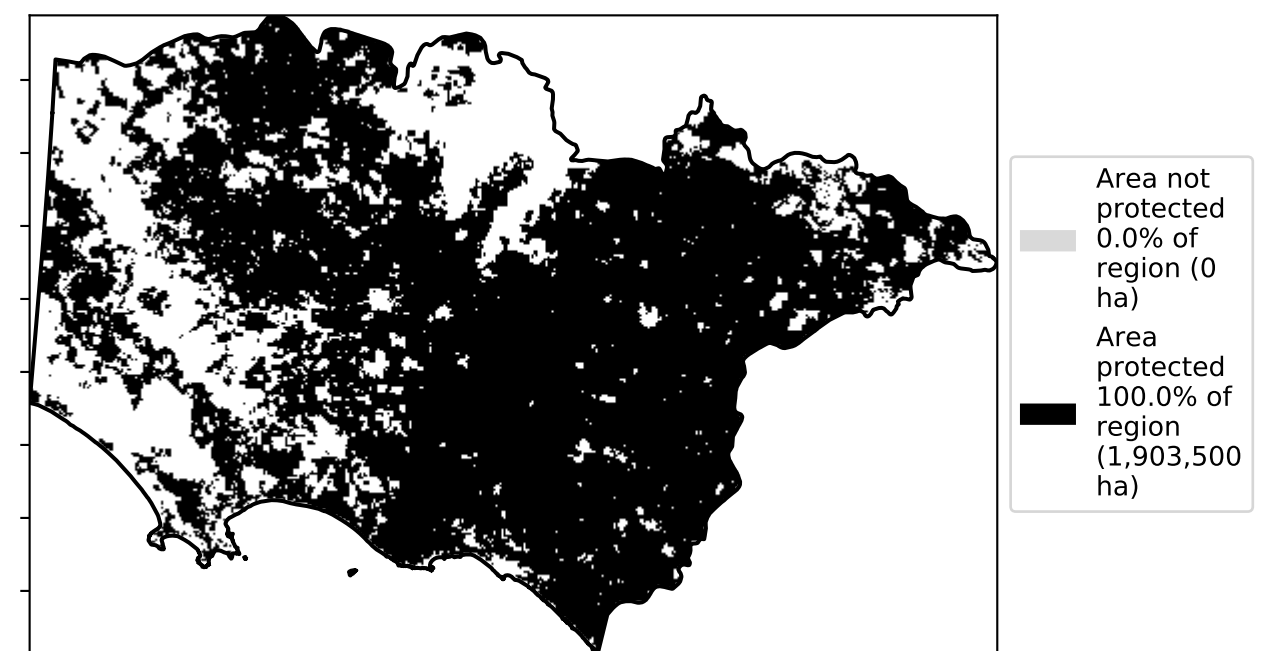 Area not
protected
0.0% of
region (0
ha)
Area
protected
100.0% of
region
(1,903,500
ha)